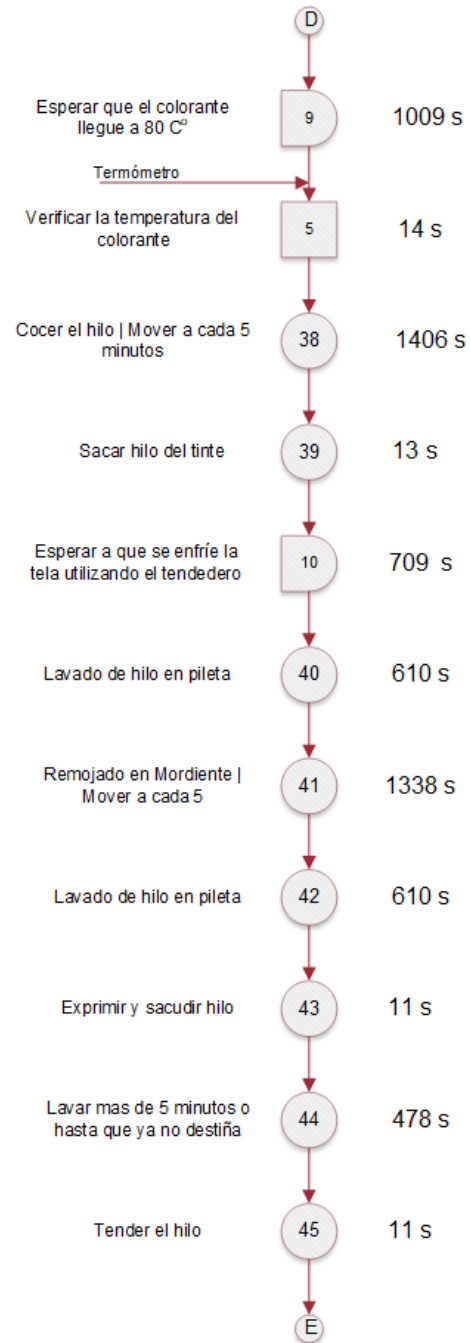 D
Esperar que el colorante
llegue a 80 Cº
9
1009 s
Termómetro
Verificar la temperatura del
colorante
5
14 s
Cocer el hilo | Mover a cada 5
minutos
38
1406 s
Sacar hilo del tinte
39
13 s
Esperar a que se enfríe la
tela utilizando el tendedero
10
709 s
Lavado de hilo en pileta
40
610 s
Remojado en Mordiente |
Mover a cada 5
41
1338 s
Lavado de hilo en pileta
42
610 s
Exprimir y sacudir hilo
43
11 s
Lavar mas de 5 minutos o
hasta que ya no destiña
44
478 s
Tender el hilo
45
11 s
E